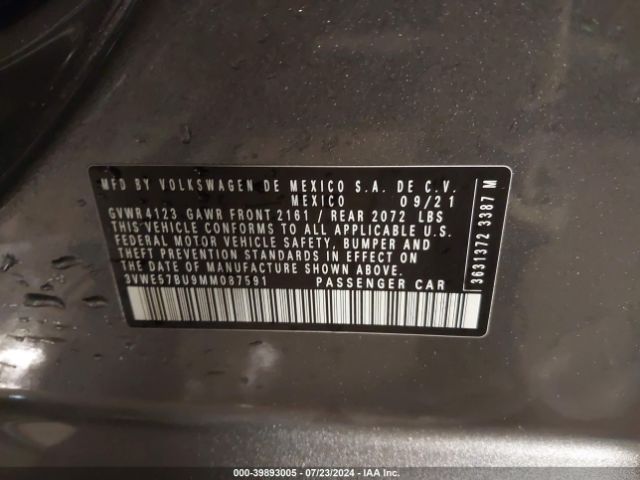 MFD BY VOLKSWAGEN DE MEXICO S.A. DE C.V.
MEXICO 09/21
GVWR 4123 GAWR FRONT 2161 / REAR 2072 LBS
THIS VEHICLE CONFORMS TO ALL APPLICABLE U.S.
FEDERAL MOTOR VEHICLE SAFETY, BUMPER AND
THEFT PREVENTION STANDARDS IN EFFECT ON
THE DATE OF MANUFACTURE SHOWN ABOVE.
3VWE57BU9MM087591 PASSENGER CAR
3631372 3387 M
000-39893005 - 07/23/2024 - IAA Inc.